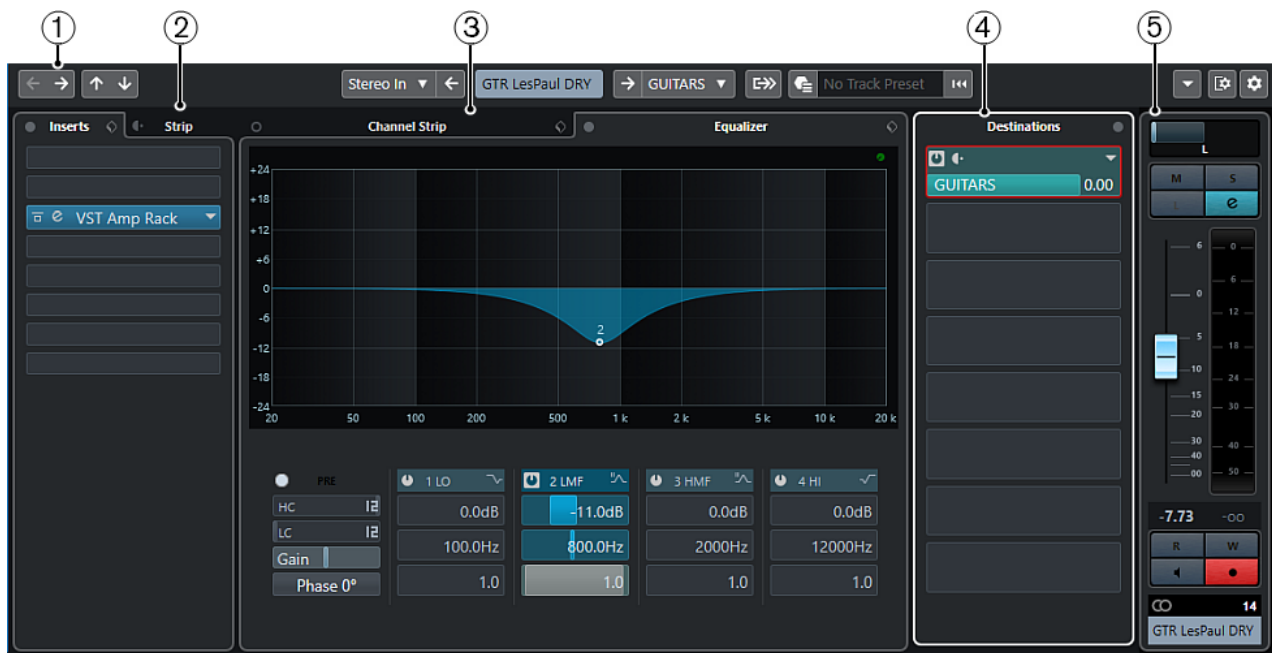 1 2 3 4 5
Stereo In GTR LesPaul DRY GUITARS No Track Preset
Inserts Strip
VST Amp Rack
Channel Strip Equalizer
+24
+18
+12
+6
0
-6
-12
-18
-24
2
20 50 100 200 500 1 k 2 k 5 k 10 k 20 k
PRE
HC 12
LC 12
Gain
Phase 0°
1 LO 2 LMF 3 HMF 4 HI
0.0dB -11.0dB 0.0dB 0.0dB
100.0Hz 800.0Hz 2000Hz 12000Hz
1.0 1.0 1.0 1.0
Destinations
GUITARS 0.00
L
M S
L e
6 0
0 6
12
5 18
10 24
15
20 30
30 40
40
00 50
-7.73 -oo
R W
14
GTR LesPaul DRY